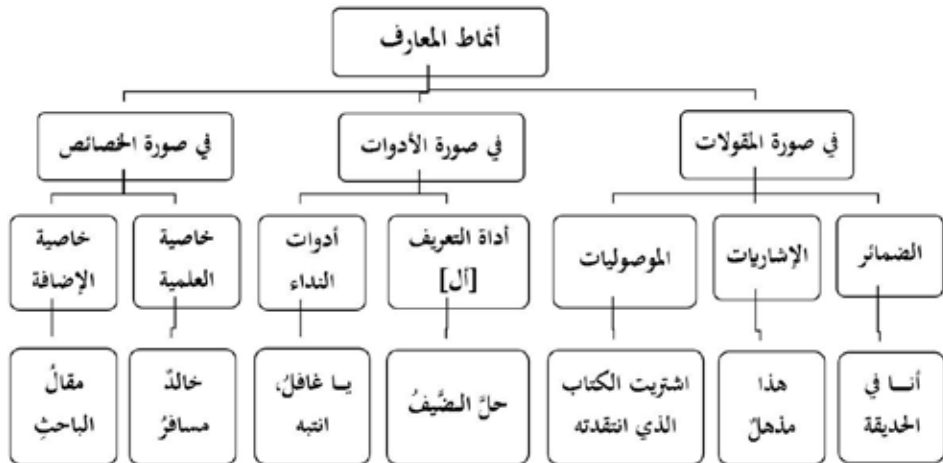 أنماط المعارف
في صورة المقولات
في صورة الأدوات
في صورة الخصائص
الضمائر
الإشاريات
الموصوليات
أداة التعريف
[أل]
أدوات
النداء
خاصية
العلمية
خاصية
الإضافة
أنـا في
الحديقة
هذا
مذهلٌ
اشتريت الكتاب
الذي انتقدته
حلَّ الضَّيفُ
يـا غافلُ،
انتبه
خالدٌ
مسافرٌ
مقالُ
الباحثِ